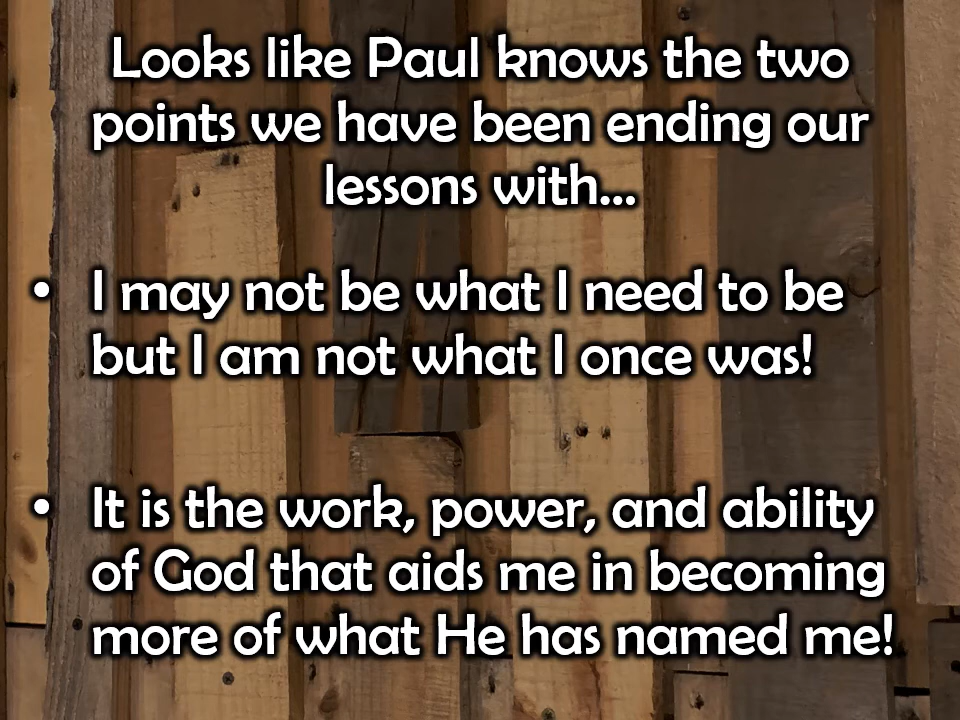 Looks like Paul knows the two
points we have been ending our
lessons with...
• I may not be what I need to be
but I am not what I once was!
• It is the work, power, and ability
of God that aids me in becoming
more of what He has named me!